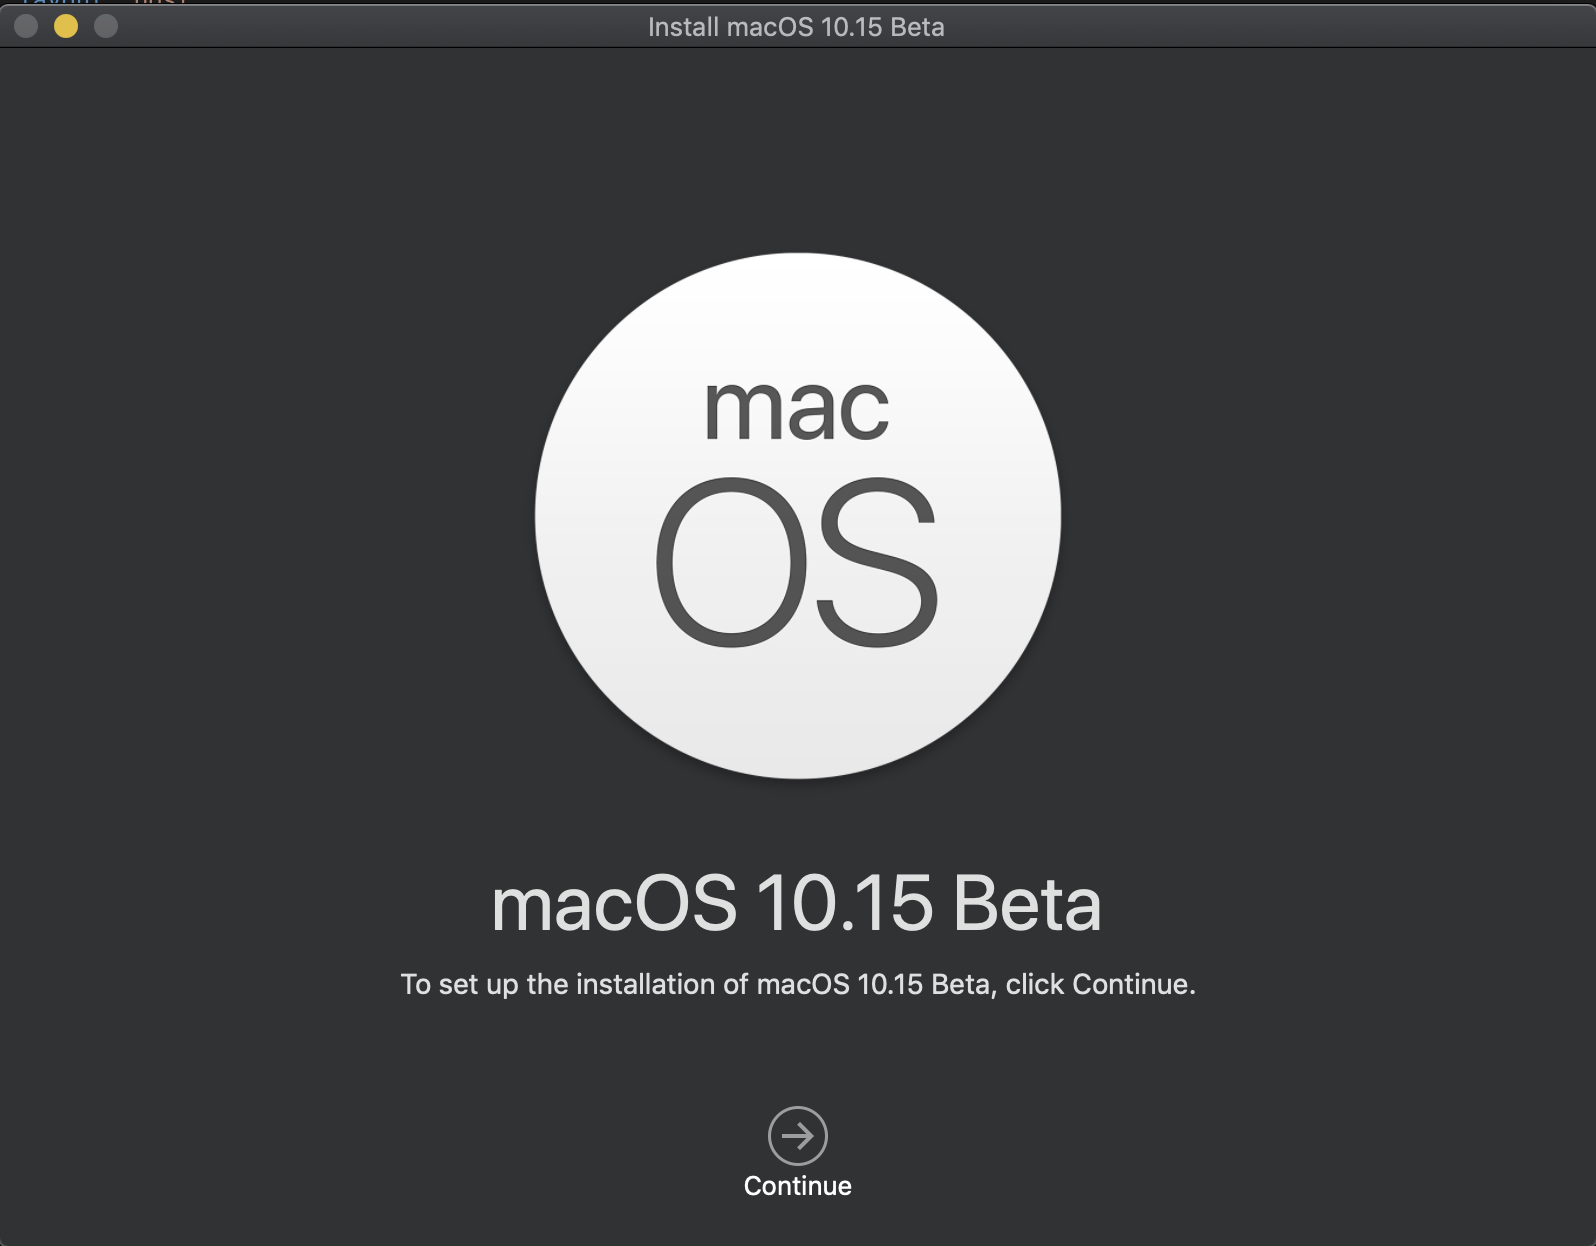 Install macOS 10.15 Beta
mac
OS
macOS 10.15 Beta
To set up the installation of macOS 10.15 Beta, click Continue.
Continue